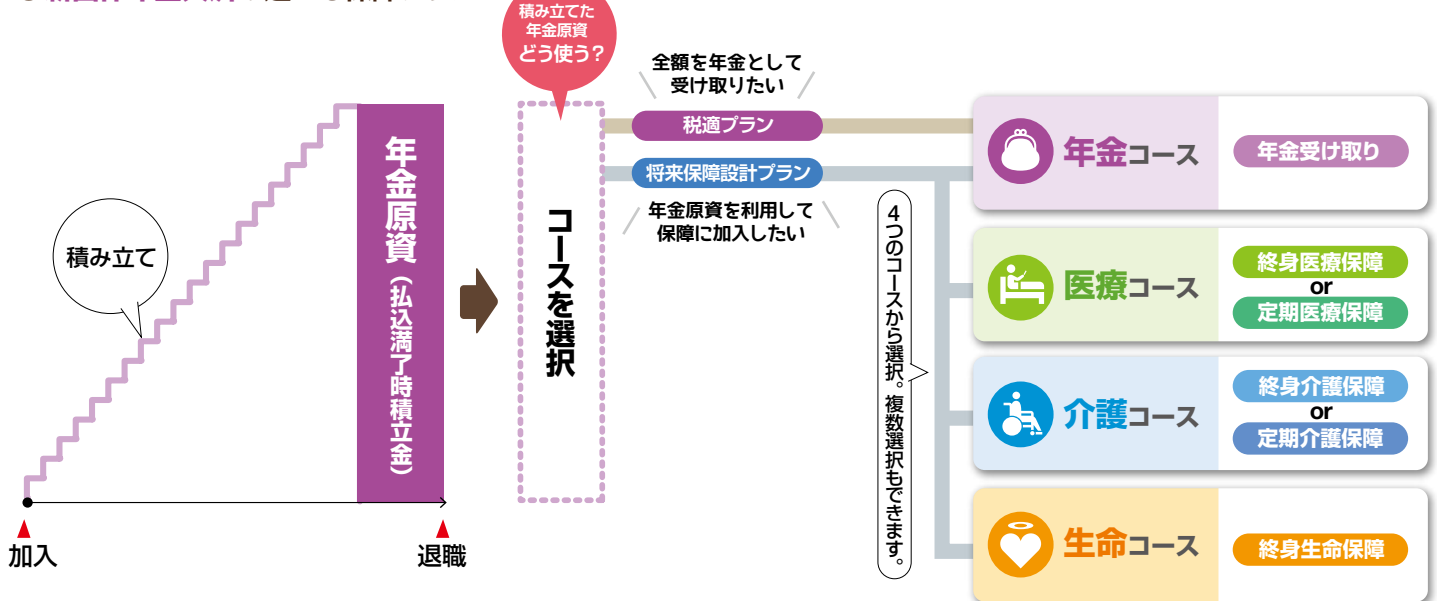 積み立てた
年金原資
どう使う?
全額を年金として
受け取りたい
税適プラン
将来保障設計プラン
年金原資を利用して
保障に加入したい
積み立て
年金原資(払込満了時積立金)
コースを選択
4つのコースから選択。複数選択もできます。
加入
退職
年金コース
年金受け取り
医療コース
終身医療保障
or
定期医療保障
介護コース
終身介護保障
or
定期介護保障
生命コース
終身生命保障